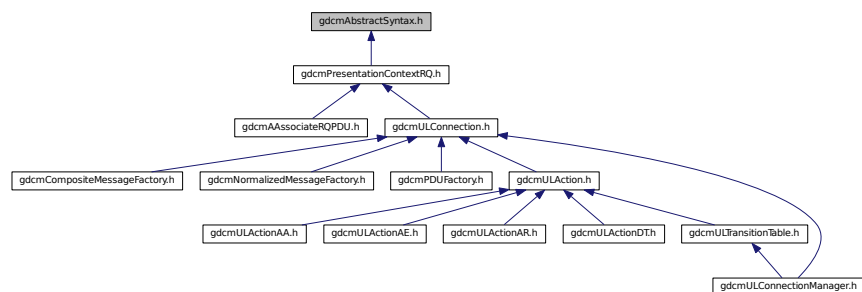 gdcmAbstractSyntax.h
gdcmPresentationContextRQ.h
gdcmAAssociateRQPDU.h
gdcmULConnection.h
gdcmCompositeMessageFactory.h
gdcmNormalizedMessageFactory.h
gdcmPDUFactory.h
gdcmULAction.h
gdcmULActionAA.h
gdcmULActionAE.h
gdcmULActionAR.h
gdcmULActionDT.h
gdcmULTransitionTable.h
gdcmULConnectionManager.h